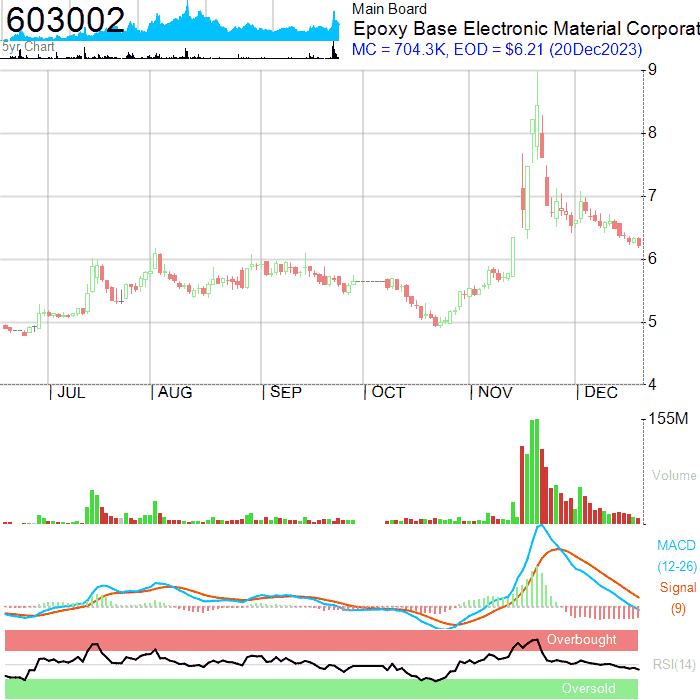 603002
5yr Chart
Main Board
Epoxy Base Electronic Material Corporat
MC = 704.3K, EOD = $6.21 (20Dec2023)
9
8
7
6
5
4
JUL AUG SEP OCT NOV DEC
155M
Volume
MACD
(12-26)
Signal
(9)
Overbought
RSI(14)
Oversold